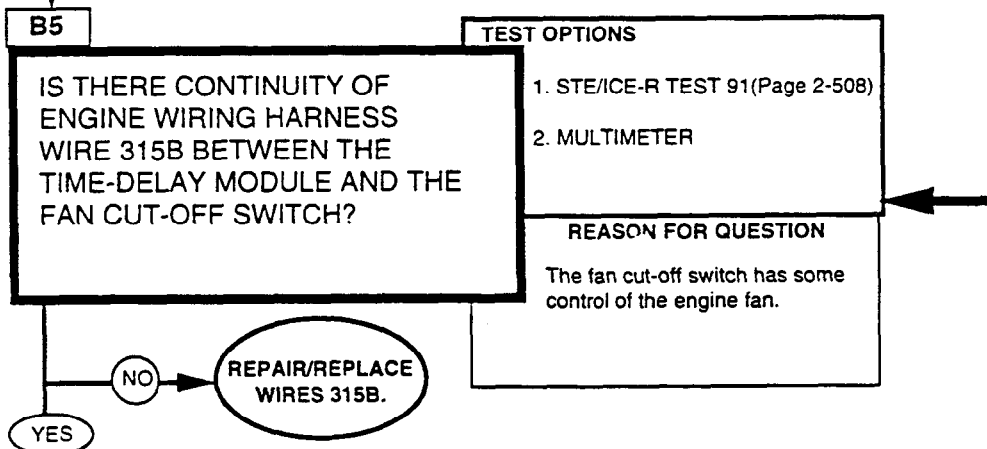 B5
IS THERE CONTINUITY OF
ENGINE WIRING HARNESS
WIRE 315B BETWEEN THE
TIME-DELAY MODULE AND THE
FAN CUT-OFF SWITCH?
TEST OPTIONS
1. STE/ICE-R TEST 91(Page 2-508)
2. MULTIMETER
REASON FOR QUESTION
The fan cut-off switch has some
control of the engine fan.
NO
REPAIR/REPLACE
WIRES 315B.
YES